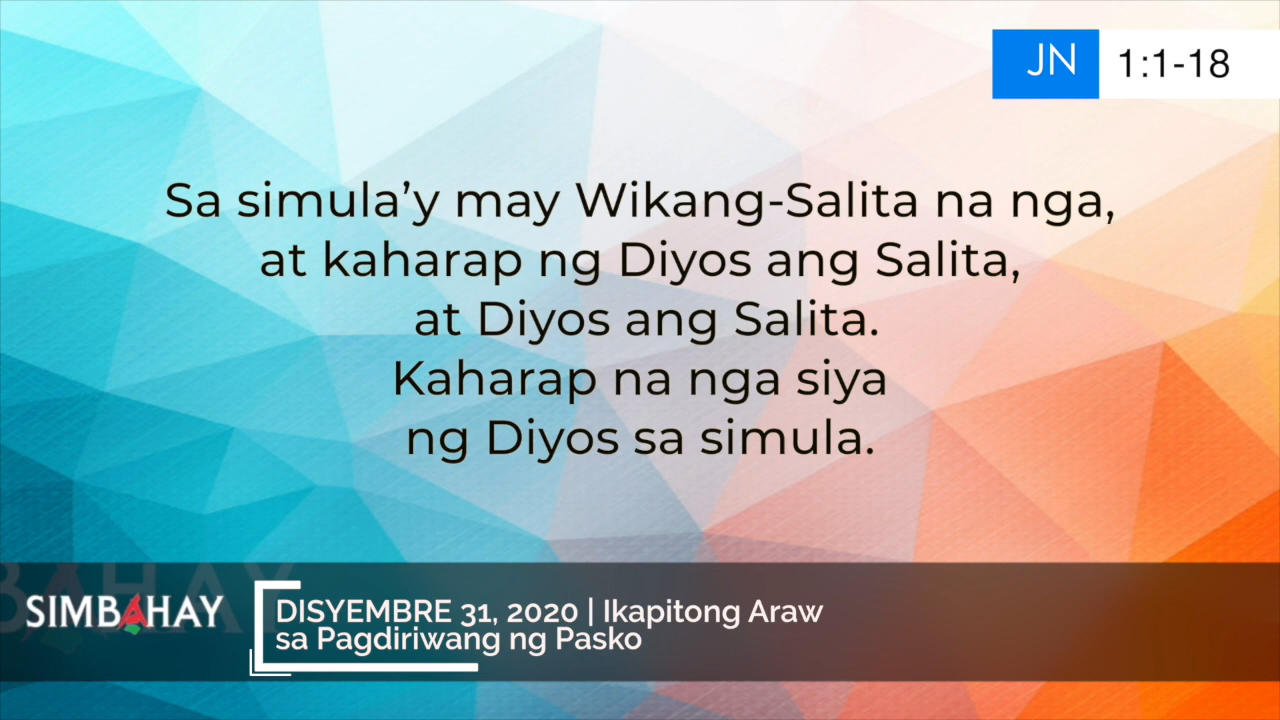 JN 1:1-18
Sa simula’y may Wikang-Salita na nga,
at kaharap ng Diyos ang Salita,
at Diyos ang Salita.
Kaharap na nga siya
ng Diyos sa simula.
SIMBAHAY
DISYEMBRE 31, 2020 | Ikapitong Araw
sa Pagdiriwang ng Pasko